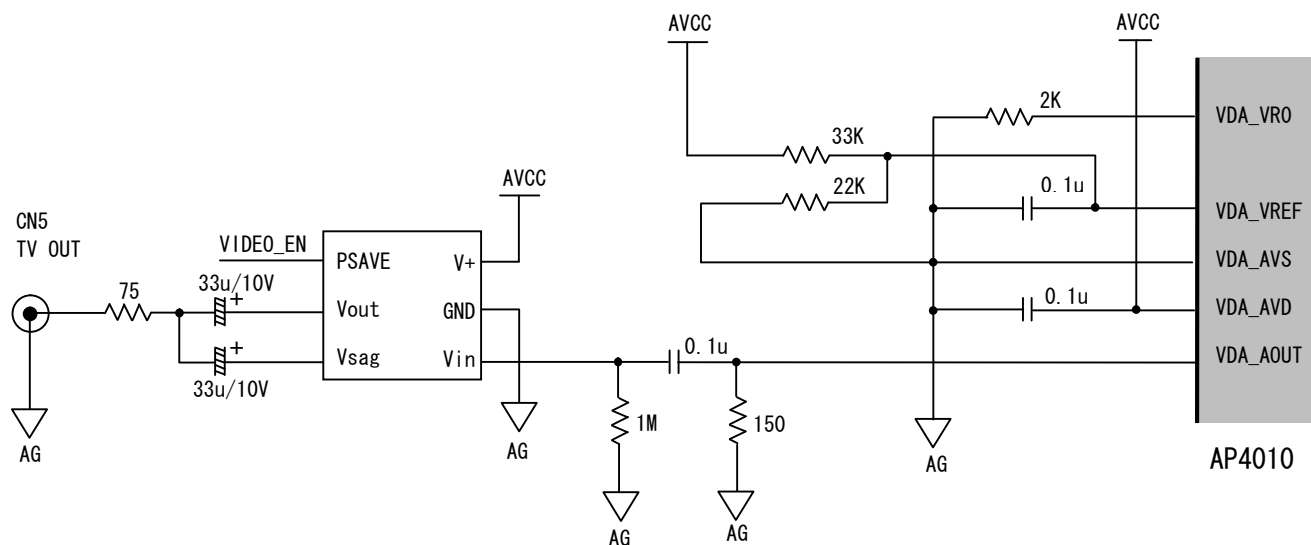 AVCC
AVCC
2K
VDA_VRO
33K
AVCC
22K
0.1u
CN5
TV OUT
VDA_VREF
VIDEO_EN
PSAVE
V+
VDA_AVS
75
33u/10V
+
Vout
GND
0.1u
VDA_AVD
+
Vsag
Vin
0.1u
VDA_AOUT
33u/10V
1M
150
AG
AG
AG
AP4010
AG
AG